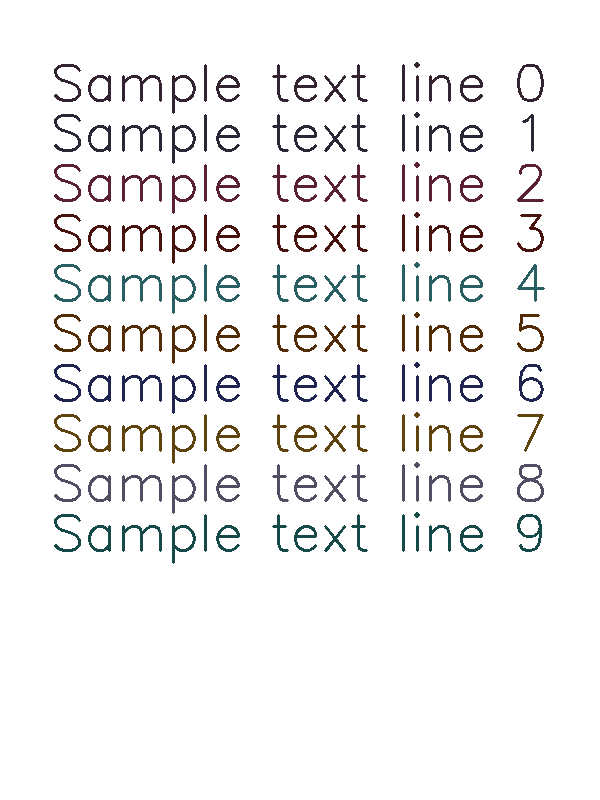 Sample text line 0
Sample text line 1
Sample text line 2
Sample text line 3
Sample text line 4
Sample text line 5
Sample text line 6
Sample text line 7
Sample text line 8
Sample text line 9